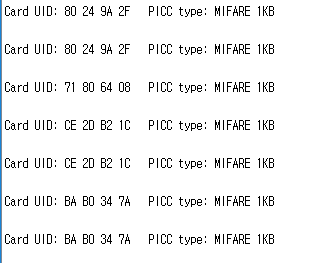 Card UID: 80 24 9A 2F PICC type: MIFARE 1KB
Card UID: 80 24 9A 2F PICC type: MIFARE 1KB
Card UID: 71 80 64 08 PICC type: MIFARE 1KB
Card UID: CE 2D B2 1C PICC type: MIFARE 1KB
Card UID: CE 2D B2 1C PICC type: MIFARE 1KB
Card UID: BA B0 34 7A PICC type: MIFARE 1KB
Card UID: BA B0 34 7A PICC type: MIFARE 1KB